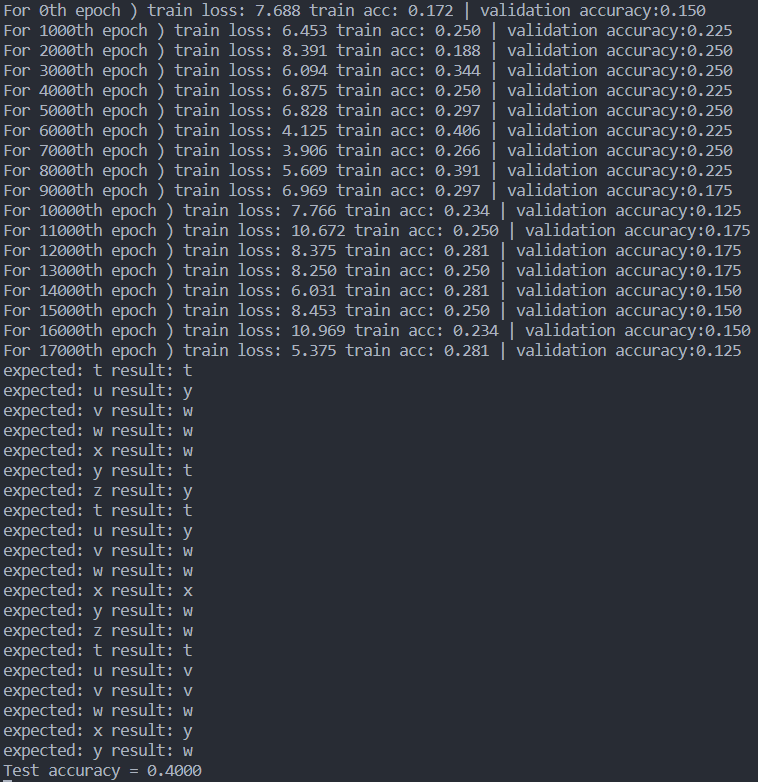 For 0th epoch ) train loss: 7.688 train acc: 0.172 | validation accuracy:0.150
For 1000th epoch ) train loss: 6.453 train acc: 0.250 | validation accuracy:0.225
For 2000th epoch ) train loss: 8.391 train acc: 0.188 | validation accuracy:0.250
For 3000th epoch ) train loss: 6.094 train acc: 0.344 | validation accuracy:0.250
For 4000th epoch ) train loss: 6.875 train acc: 0.250 | validation accuracy:0.225
For 5000th epoch ) train loss: 6.828 train acc: 0.297 | validation accuracy:0.250
For 6000th epoch ) train loss: 4.125 train acc: 0.406 | validation accuracy:0.225
For 7000th epoch ) train loss: 3.906 train acc: 0.266 | validation accuracy:0.250
For 8000th epoch ) train loss: 5.609 train acc: 0.391 | validation accuracy:0.225
For 9000th epoch ) train loss: 6.969 train acc: 0.297 | validation accuracy:0.175
For 10000th epoch ) train loss: 7.766 train acc: 0.234 | validation accuracy:0.125
For 11000th epoch ) train loss: 10.672 train acc: 0.250 | validation accuracy:0.175
For 12000th epoch ) train loss: 8.375 train acc: 0.281 | validation accuracy:0.175
For 13000th epoch ) train loss: 8.250 train acc: 0.250 | validation accuracy:0.175
For 14000th epoch ) train loss: 6.031 train acc: 0.281 | validation accuracy:0.150
For 15000th epoch ) train loss: 8.453 train acc: 0.250 | validation accuracy:0.150
For 16000th epoch ) train loss: 10.969 train acc: 0.234 | validation accuracy:0.150
For 17000th epoch ) train loss: 5.375 train acc: 0.281 | validation accuracy:0.125
expected: t result: t
expected: u result: y
expected: v result: w
expected: w result: w
expected: x result: w
expected: y result: t
expected: z result: y
expected: t result: t
expected: u result: y
expected: v result: w
expected: w result: w
expected: x result: x
expected: y result: w
expected: z result: w
expected: t result: t
expected: u result: v
expected: v result: v
expected: w result: w
expected: x result: y
expected: y result: w
Test accuracy = 0.4000